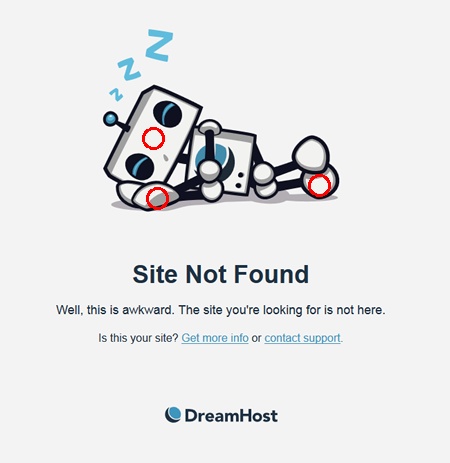 Z
Z
Z
Site Not Found
Well, this is awkward. The site you're looking for is not here.
Is this your site? Get more info or contact support.
DreamHost